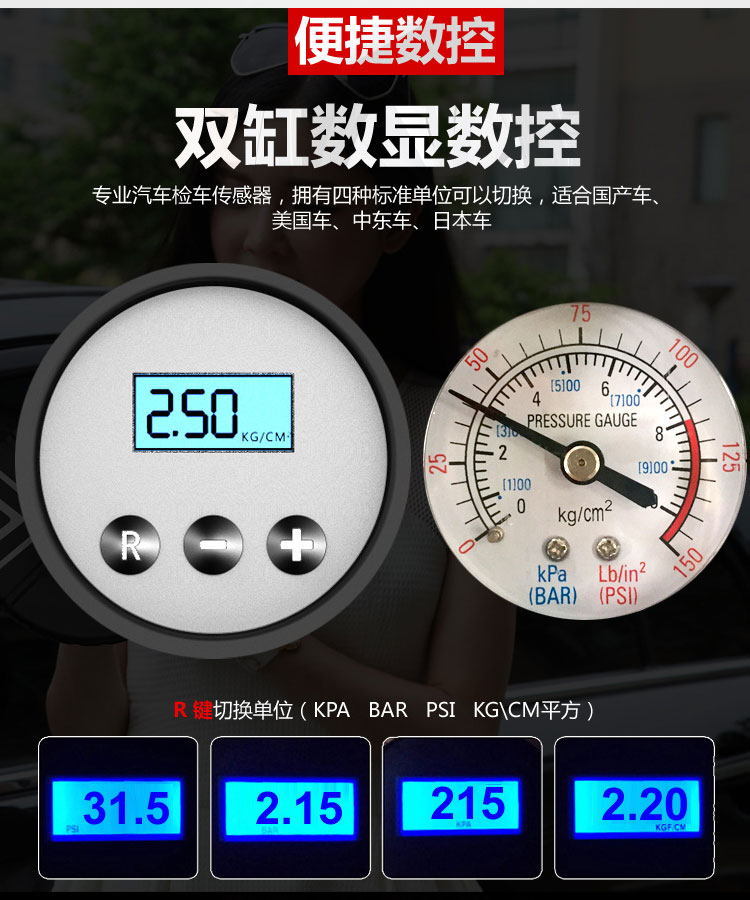 便捷数控
双缸数显数控
专业汽车检车传感器，拥有四种标准单位可以切换，适合国产车、
美国车、中东车、日本车
2.50
KG/CM
R
0
25
50
75
100
125
150
0
2
4
6
8
[1]00
[5]00
[7]00
[9]00
PRESSURE GAUGE
kg/cm²
kPa
(BAR)
Lb/in²
(PSI)
R 键切换单位（KPA BAR PSI KG\CM平方）
31.5
PSI
2.15
BAR
215
KPA
2.20
KGF.CM